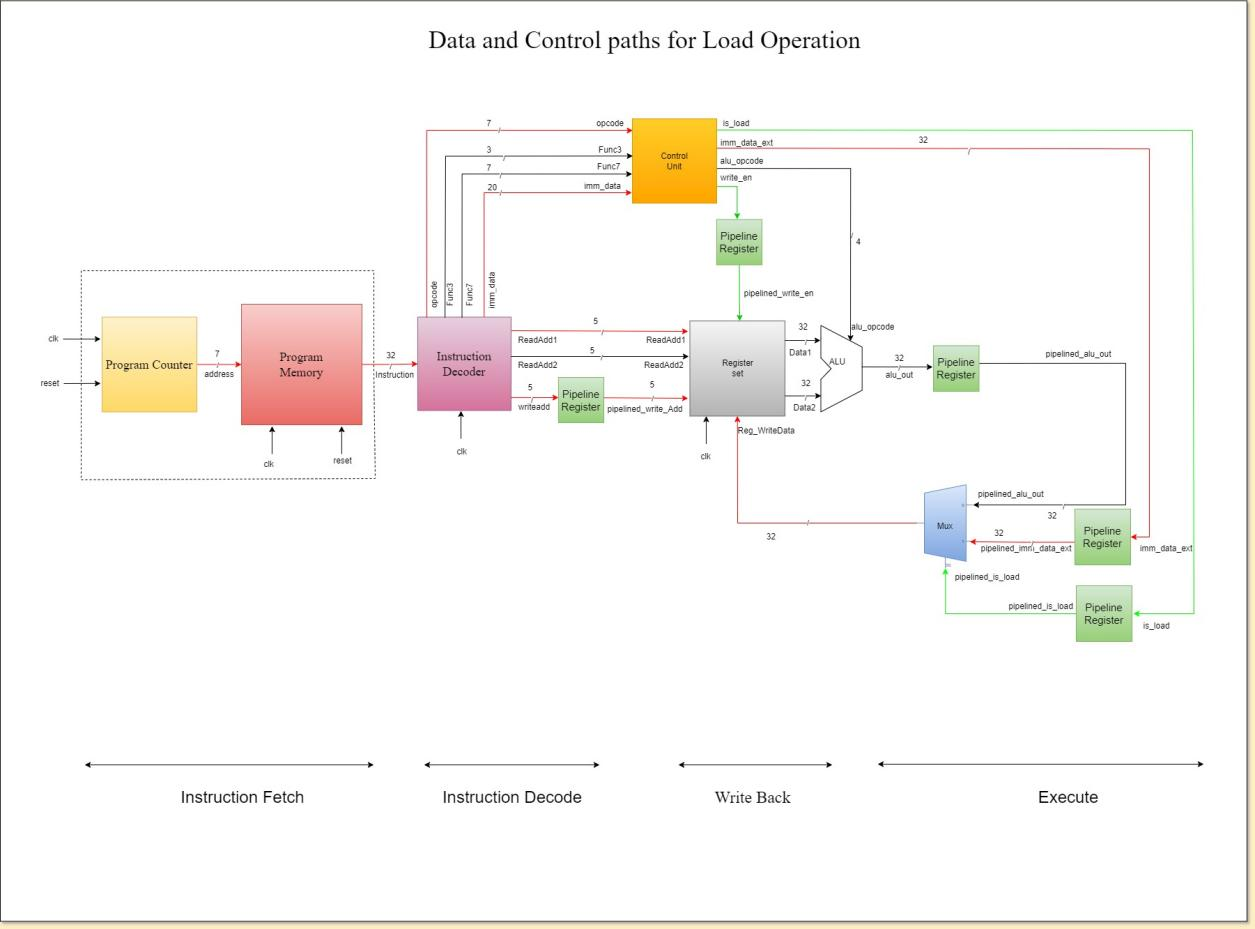 Data and Control paths for Load Operation
7
opcode
3
Func3
7
Func7
20
imm_data
Control
Unit
is_load
imm_data_ext
32
alu_opcode
write_en
4
Pipeline
Register
pipelined_write_en
opcode
Func3
Func7
imm_data
clk
reset
Program Counter
7
address
Program
Memory
clk
reset
32
Instruction
Instruction
Decoder
clk
5
ReadAdd1
ReadAdd1
5
ReadAdd2
ReadAdd2
5
writeadd
Pipeline
Register
5
pipelined_write_Add
Register
set
clk
Reg_WriteData
32
Data1
32
Data2
alu_opcode
ALU
32
alu_out
Pipeline
Register
pipelined_alu_out
pipelined_alu_out
32
Mux
32
pipelined_imm_data_ext
Pipeline
Register
imm_data_ext
32
pipelined_is_load
pipelined_is_load
Pipeline
Register
is_load
Instruction Fetch
Instruction Decode
Write Back
Execute